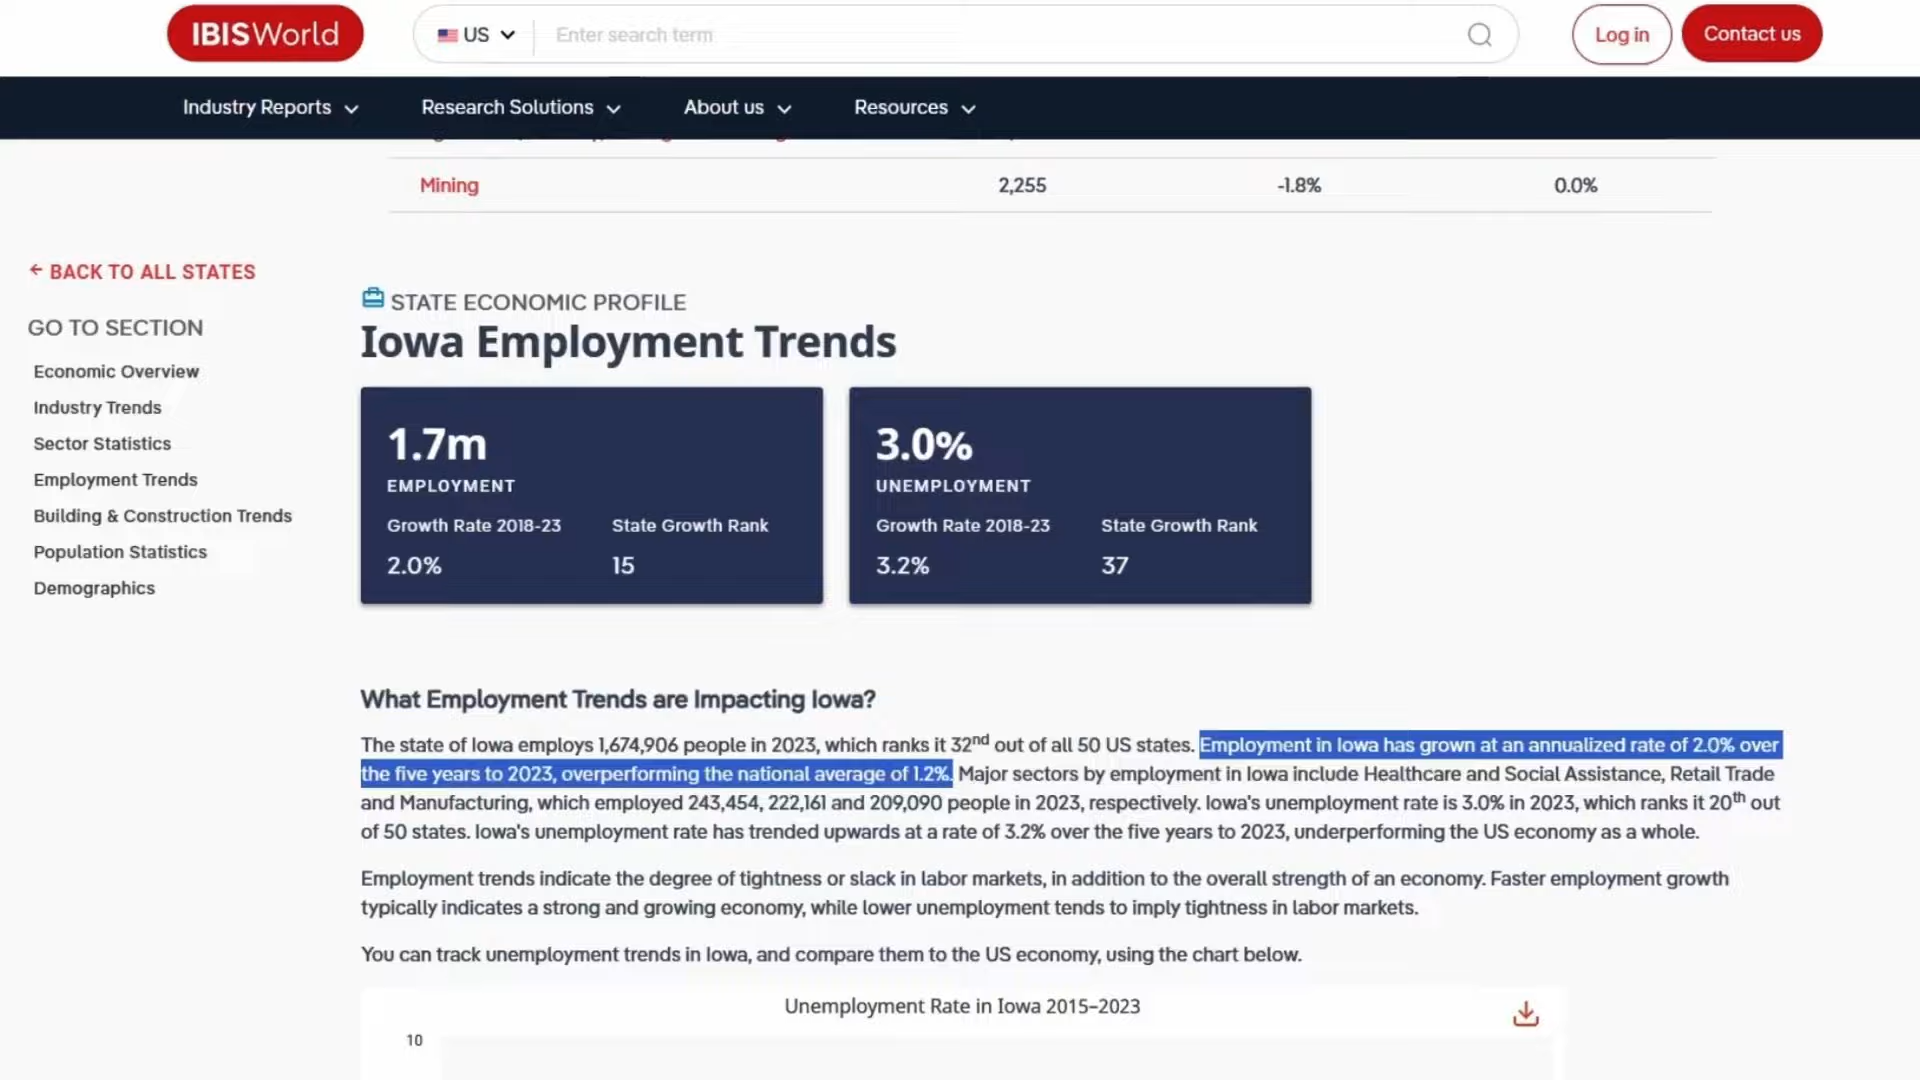 IBISWorld
US
Enter search term
Log in
Contact us
Industry Reports
Research Solutions
About us
Resources
Mining 2,255 -1.8% 0.0%
← BACK TO ALL STATES
GO TO SECTION
Economic Overview
Industry Trends
Sector Statistics
Employment Trends
Building & Construction Trends
Population Statistics
Demographics
STATE ECONOMIC PROFILE
Iowa Employment Trends
1.7m
EMPLOYMENT
Growth Rate 2018-23 State Growth Rank
2.0% 15
3.0%
UNEMPLOYMENT
Growth Rate 2018-23 State Growth Rank
3.2% 37
What Employment Trends are Impacting Iowa?
The state of Iowa employs 1,674,906 people in 2023, which ranks it 32nd out of all 50 US states. Employment in Iowa has grown at an annualized rate of 2.0% over
the five years to 2023, overperforming the national average of 1.2%. Major sectors by employment in Iowa include Healthcare and Social Assistance, Retail Trade
and Manufacturing, which employed 243,454, 222,161 and 209,090 people in 2023, respectively. Iowa's unemployment rate is 3.0% in 2023, which ranks it 20th out
of 50 states. Iowa's unemployment rate has trended upwards at a rate of 3.2% over the five years to 2023, underperforming the US economy as a whole.
Employment trends indicate the degree of tightness or slack in labor markets, in addition to the overall strength of an economy. Faster employment growth
typically indicates a strong and growing economy, while lower unemployment tends to imply tightness in labor markets.
You can track unemployment trends in Iowa, and compare them to the US economy, using the chart below.
Unemployment Rate in Iowa 2015–2023
10